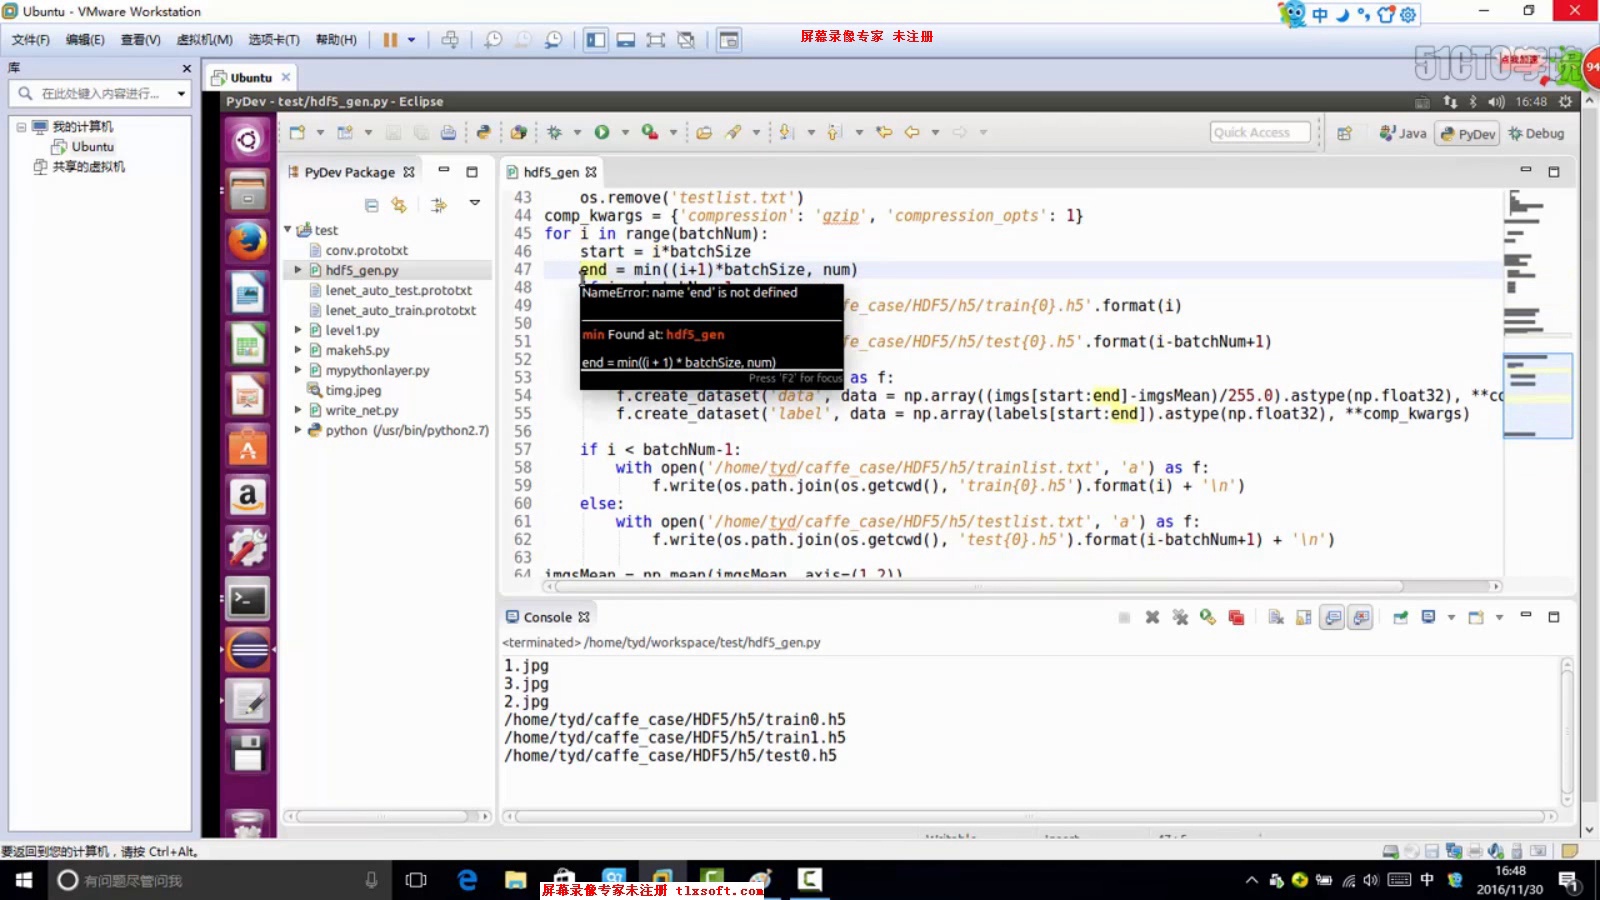 Ubuntu - VMware Workstation
文件(F) 编辑(E) 查看(V) 虚拟机(M) 选项卡(T) 帮助(H)
屏幕录像专家 未注册
中
51CTO学院
点我加速
94
库
在此处键入内容进行...
我的计算机
Ubuntu
共享的虚拟机
Ubuntu
PyDev - test/hdf5_gen.py - Eclipse
16:48
Quick Access
Java
PyDev
Debug
PyDev Package
test
conv.prototxt
hdf5_gen.py
lenet_auto_test.prototxt
lenet_auto_train.prototxt
level1.py
makeh5.py
mypythonlayer.py
timg.jpeg
write_net.py
python (/usr/bin/python2.7)
hdf5_gen
43 os.remove('testlist.txt')
44 comp_kwargs = {'compression': 'gzip', 'compression_opts': 1}
45 for i in range(batchNum):
46 start = i*batchSize
47 end = min((i+1)*batchSize, num)
48
NameError: name 'end' is not defined
min Found at: hdf5_gen
end = min((i + 1) * batchSize, num)
Press 'F2' for focus
49 fe_case/HDF5/h5/train{0}.h5'.format(i)
50
51 fe_case/HDF5/h5/test{0}.h5'.format(i-batchNum+1)
52
53 as f:
54 f.create_dataset('data', data = np.array((imgs[start:end]-imgsMean)/255.0).astype(np.float32), **co
55 f.create_dataset('label', data = np.array(labels[start:end]).astype(np.float32), **comp_kwargs)
56
57 if i < batchNum-1:
58 with open('/home/tyd/caffe_case/HDF5/h5/trainlist.txt', 'a') as f:
59 f.write(os.path.join(os.getcwd(), 'train{0}.h5').format(i) + '\n')
60 else:
61 with open('/home/tyd/caffe_case/HDF5/h5/testlist.txt', 'a') as f:
62 f.write(os.path.join(os.getcwd(), 'test{0}.h5').format(i-batchNum+1) + '\n')
63
64 imgsMean = np.mean(imgsMean, axis=(1,2))
Console
<terminated> /home/tyd/workspace/test/hdf5_gen.py
1.jpg
3.jpg
2.jpg
/home/tyd/caffe_case/HDF5/h5/train0.h5
/home/tyd/caffe_case/HDF5/h5/train1.h5
/home/tyd/caffe_case/HDF5/h5/test0.h5
要返回到您的计算机，请按 Ctrl+Alt。
有问题尽管问我
屏幕录像专家未注册 tlxsoft.com
中
16:48
2016/11/30
1